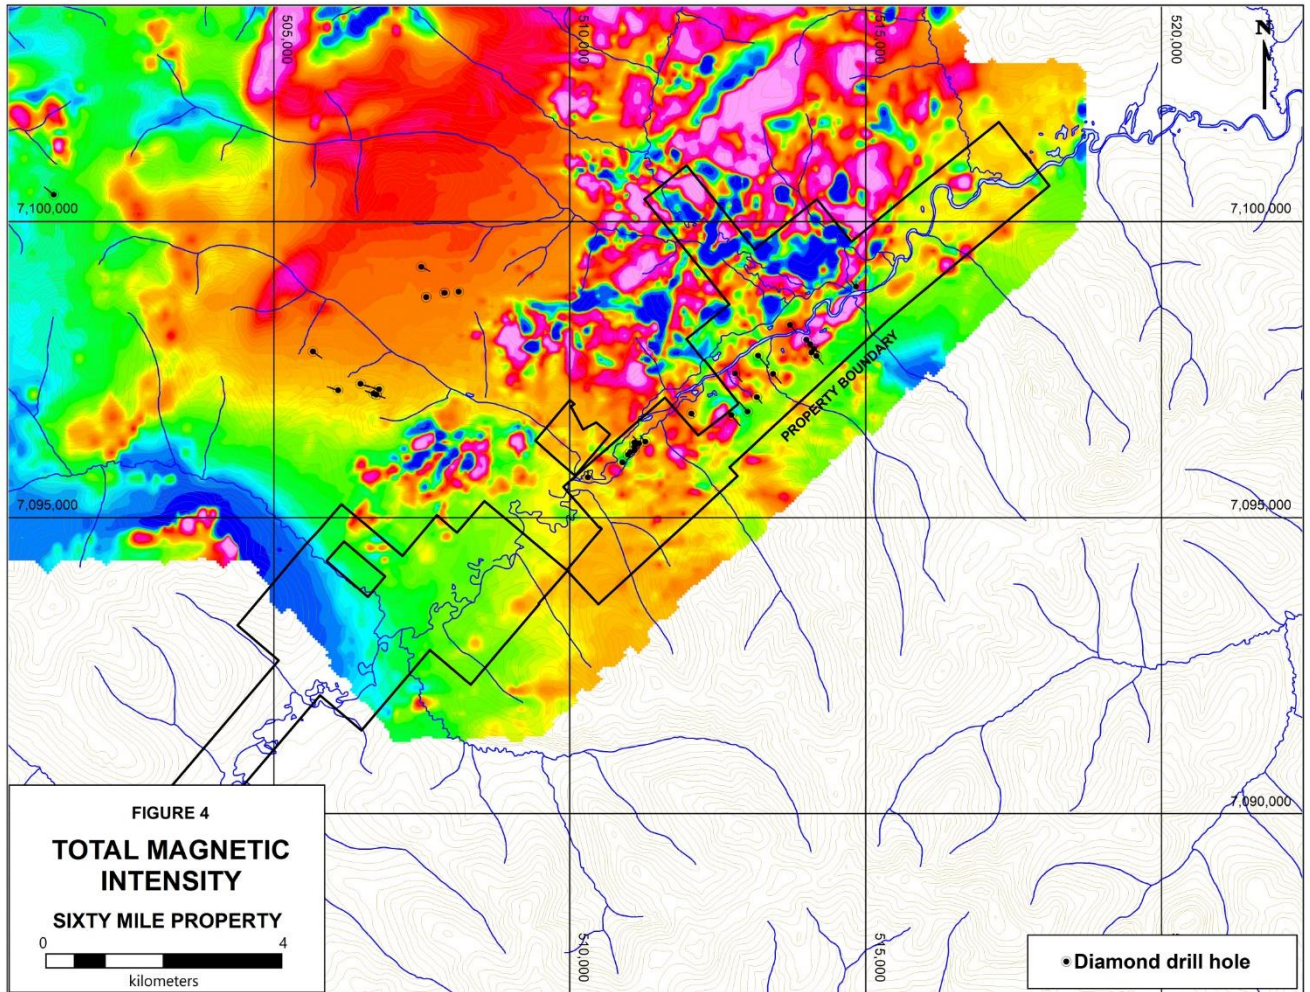 505,000
510,000
515,000
520,000
N
7,100,000
7,100,000
PROPERTY BOUNDARY
7,095,000
7,095,000
7,090,000
FIGURE 4
TOTAL MAGNETIC
INTENSITY
SIXTY MILE PROPERTY
0 4
kilometers
510,000
515,000
Diamond drill hole